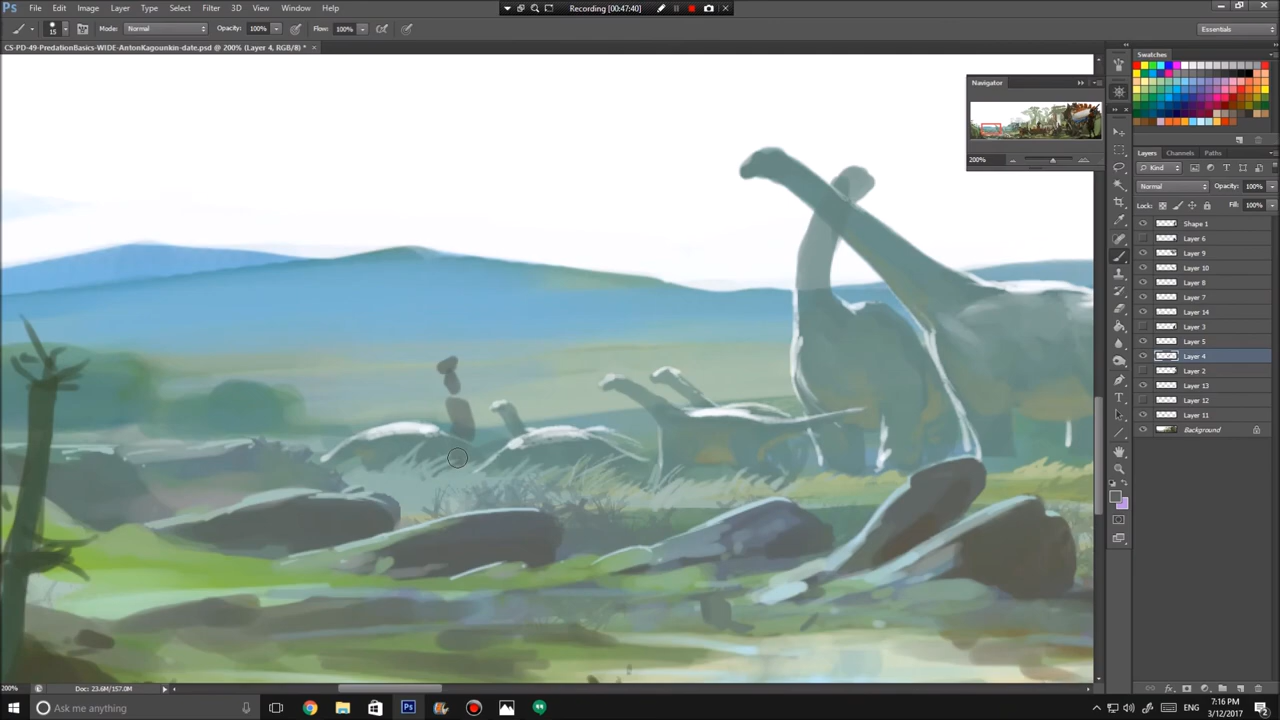 Ps File Edit Image Layer Type Select Filter 3D View Window Help
Recording [00:47:40]
15 Mode: Normal Opacity: 100% Flow: 100% Essentials
CS-PD-49-PredationBasics-WIDE-AntonKagounkin-date.psd @ 200% (Layer 4, RGB/8) *
Swatches
Navigator
200%
Layers Channels Paths
Kind
Normal Opacity: 100%
Lock: Fill: 100%
Shape 1
Layer 6
Layer 9
Layer 10
Layer 8
Layer 7
Layer 14
Layer 3
Layer 5
Layer 4
Layer 2
Layer 13
Layer 12
Layer 11
Background
200% Doc: 23.6M/157.0M
Ask me anything
Ps
ENG
7:16 PM
3/12/2017
2